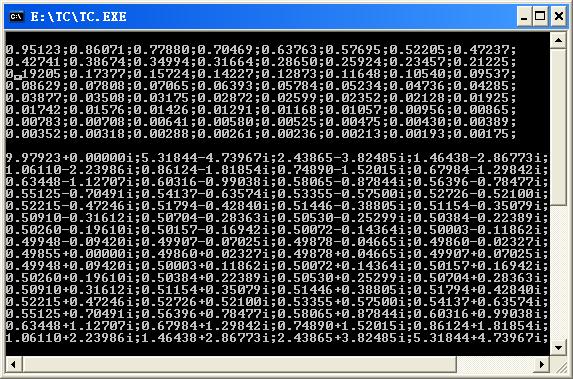 E:\TC\TC.EXE
0.95123;0.86071;0.77880;0.70469;0.63763;0.57695;0.52205;0.47237;
0.42741;0.38674;0.34994;0.31664;0.28650;0.25924;0.23457;0.21225;
0.19205;0.17377;0.15724;0.14227;0.12873;0.11648;0.10540;0.09537;
0.08629;0.07808;0.07065;0.06393;0.05784;0.05234;0.04736;0.04285;
0.03877;0.03508;0.03175;0.02872;0.02599;0.02352;0.02128;0.01925;
0.01742;0.01576;0.01426;0.01291;0.01168;0.01057;0.00956;0.00865;
0.00783;0.00708;0.00641;0.00580;0.00525;0.00475;0.00430;0.00389;
0.00352;0.00318;0.00288;0.00261;0.00236;0.00213;0.00193;0.00175;
9.97923+0.00000i;5.31844-4.73967i;2.43865-3.82485i;1.46438-2.86773i;
1.06110-2.23986i;0.86124-1.81854i;0.74890-1.52015i;0.67984-1.29842i;
0.63448-1.12707i;0.60316-0.99038i;0.58065-0.87844i;0.56396-0.78477i;
0.55125-0.70491i;0.54137-0.63574i;0.53355-0.57500i;0.52726-0.52100i;
0.52215-0.47246i;0.51794-0.42840i;0.51446-0.38805i;0.51154-0.35079i;
0.50910-0.31612i;0.50704-0.28363i;0.50530-0.25299i;0.50384-0.22389i;
0.50260-0.19610i;0.50157-0.16942i;0.50072-0.14364i;0.50003-0.11862i;
0.49948-0.09420i;0.49907-0.07025i;0.49878-0.04665i;0.49860-0.02327i;
0.49855+0.00000i;0.49860+0.02327i;0.49878+0.04665i;0.49907+0.07025i;
0.49948+0.09420i;0.50003+0.11862i;0.50072+0.14364i;0.50157+0.16942i;
0.50260+0.19610i;0.50384+0.22389i;0.50530+0.25299i;0.50704+0.28363i;
0.50910+0.31612i;0.51154+0.35079i;0.51446+0.38805i;0.51794+0.42840i;
0.52215+0.47246i;0.52726+0.52100i;0.53355+0.57500i;0.54137+0.63574i;
0.55125+0.70491i;0.56396+0.78477i;0.58065+0.87844i;0.60316+0.99038i;
0.63448+1.12707i;0.67984+1.29842i;0.74890+1.52015i;0.86124+1.81854i;
1.06110+2.23986i;1.46438+2.86773i;2.43865+3.82485i;5.31844+4.73967i;